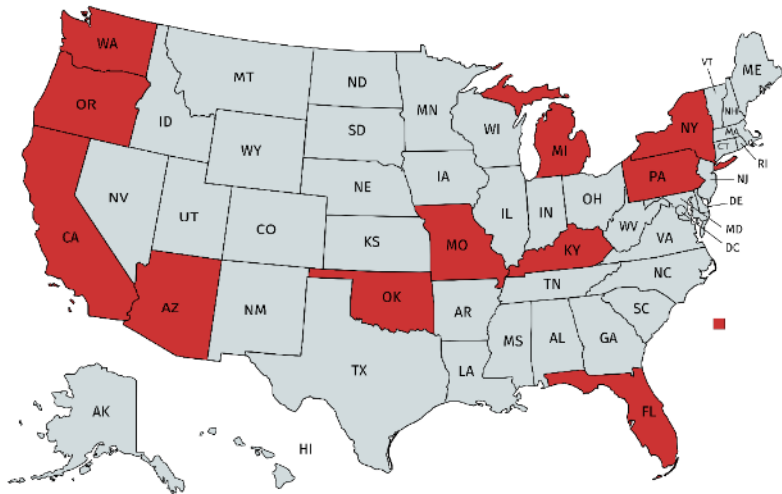 WA
MT
ND
MN
VT
ME
OR
ID
SD
WI
MI
NY
NH
MA
CT
RI
WY
IA
PA
NJ
NV
NE
IL
IN
OH
DE
MD
DC
UT
CO
KS
MO
KY
WV
VA
CA
NC
TN
AZ
NM
OK
AR
SC
MS
AL
GA
TX
LA
FL
AK
HI